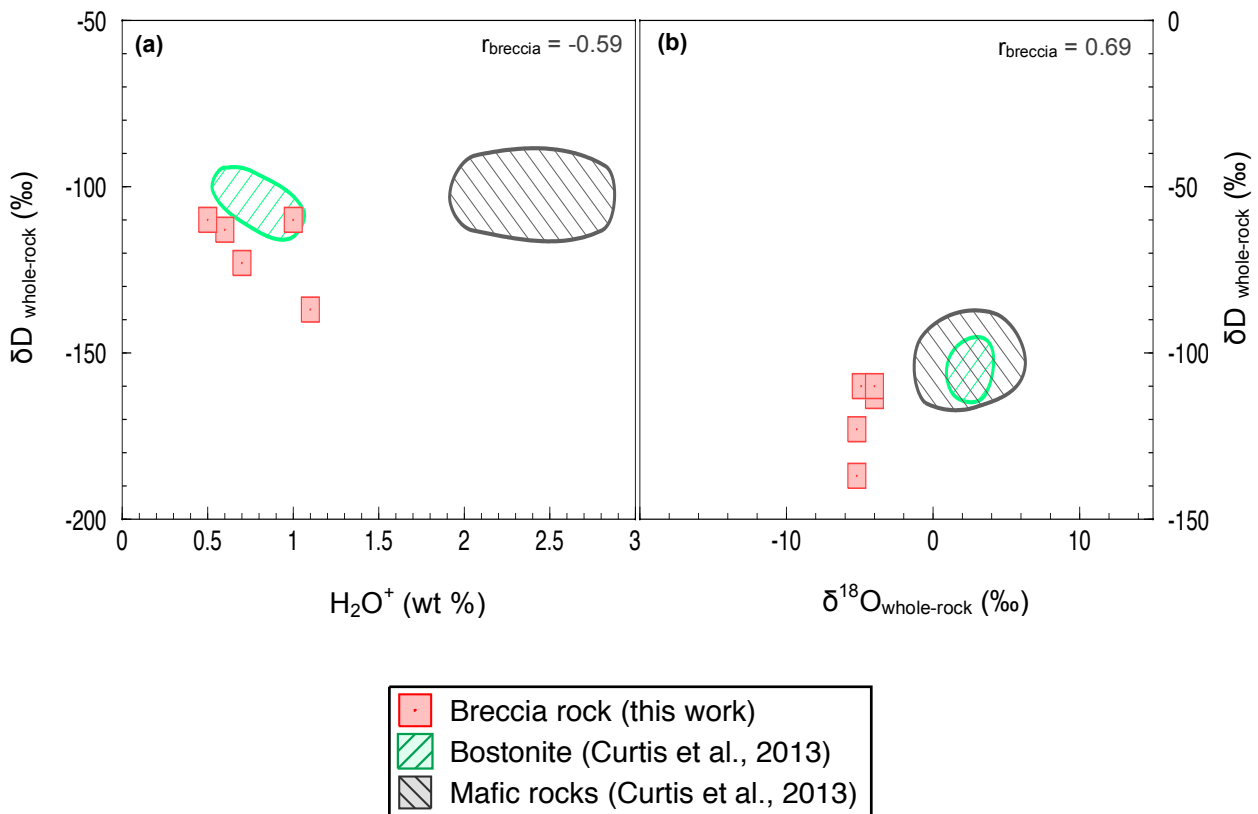 -50
(a)
r_breccia = -0.59
(b)
r_breccia = 0.69
0
-100
-50
δD whole-rock (‰)
δD whole-rock (‰)
-150
-100
-200
-150
0
0.5
1
2
2.5
3
-10
0
10
H₂O⁺ (wt %)
δ¹⁸O whole-rock (‰)
Breccia rock (this work)
Bostonite (Curtis et al., 2013)
Mafic rocks (Curtis et al., 2013)